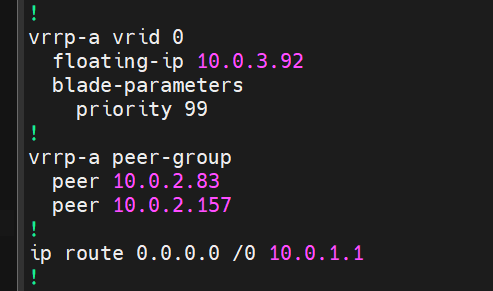 !
vrrp-a vrid 0
  floating-ip 10.0.3.92
  blade-parameters
    priority 99
!
vrrp-a peer-group
  peer 10.0.2.83
  peer 10.0.2.157
!
ip route 0.0.0.0 /0 10.0.1.1
!